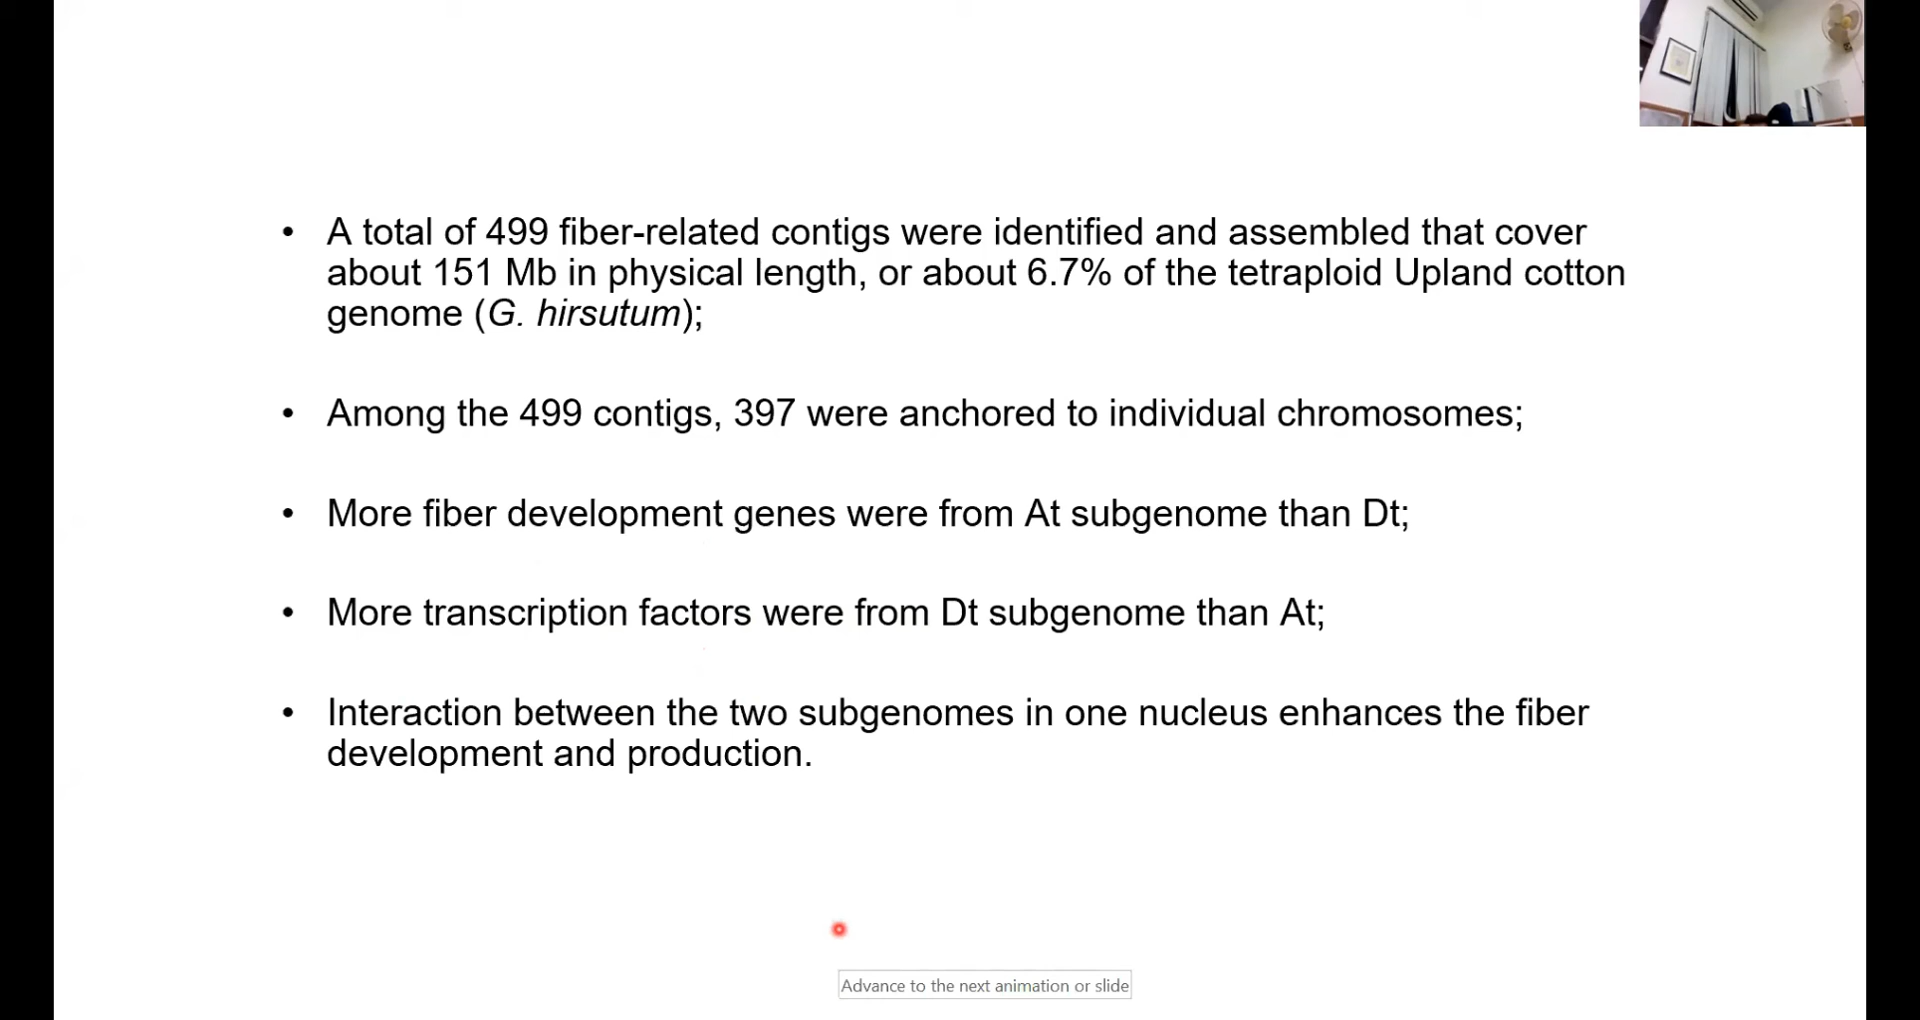 • A total of 499 fiber-related contigs were identified and assembled that cover
about 151 Mb in physical length, or about 6.7% of the tetraploid Upland cotton
genome (G. hirsutum);
• Among the 499 contigs, 397 were anchored to individual chromosomes;
• More fiber development genes were from At subgenome than Dt;
• More transcription factors were from Dt subgenome than At;
• Interaction between the two subgenomes in one nucleus enhances the fiber
development and production.
Advance to the next animation or slide